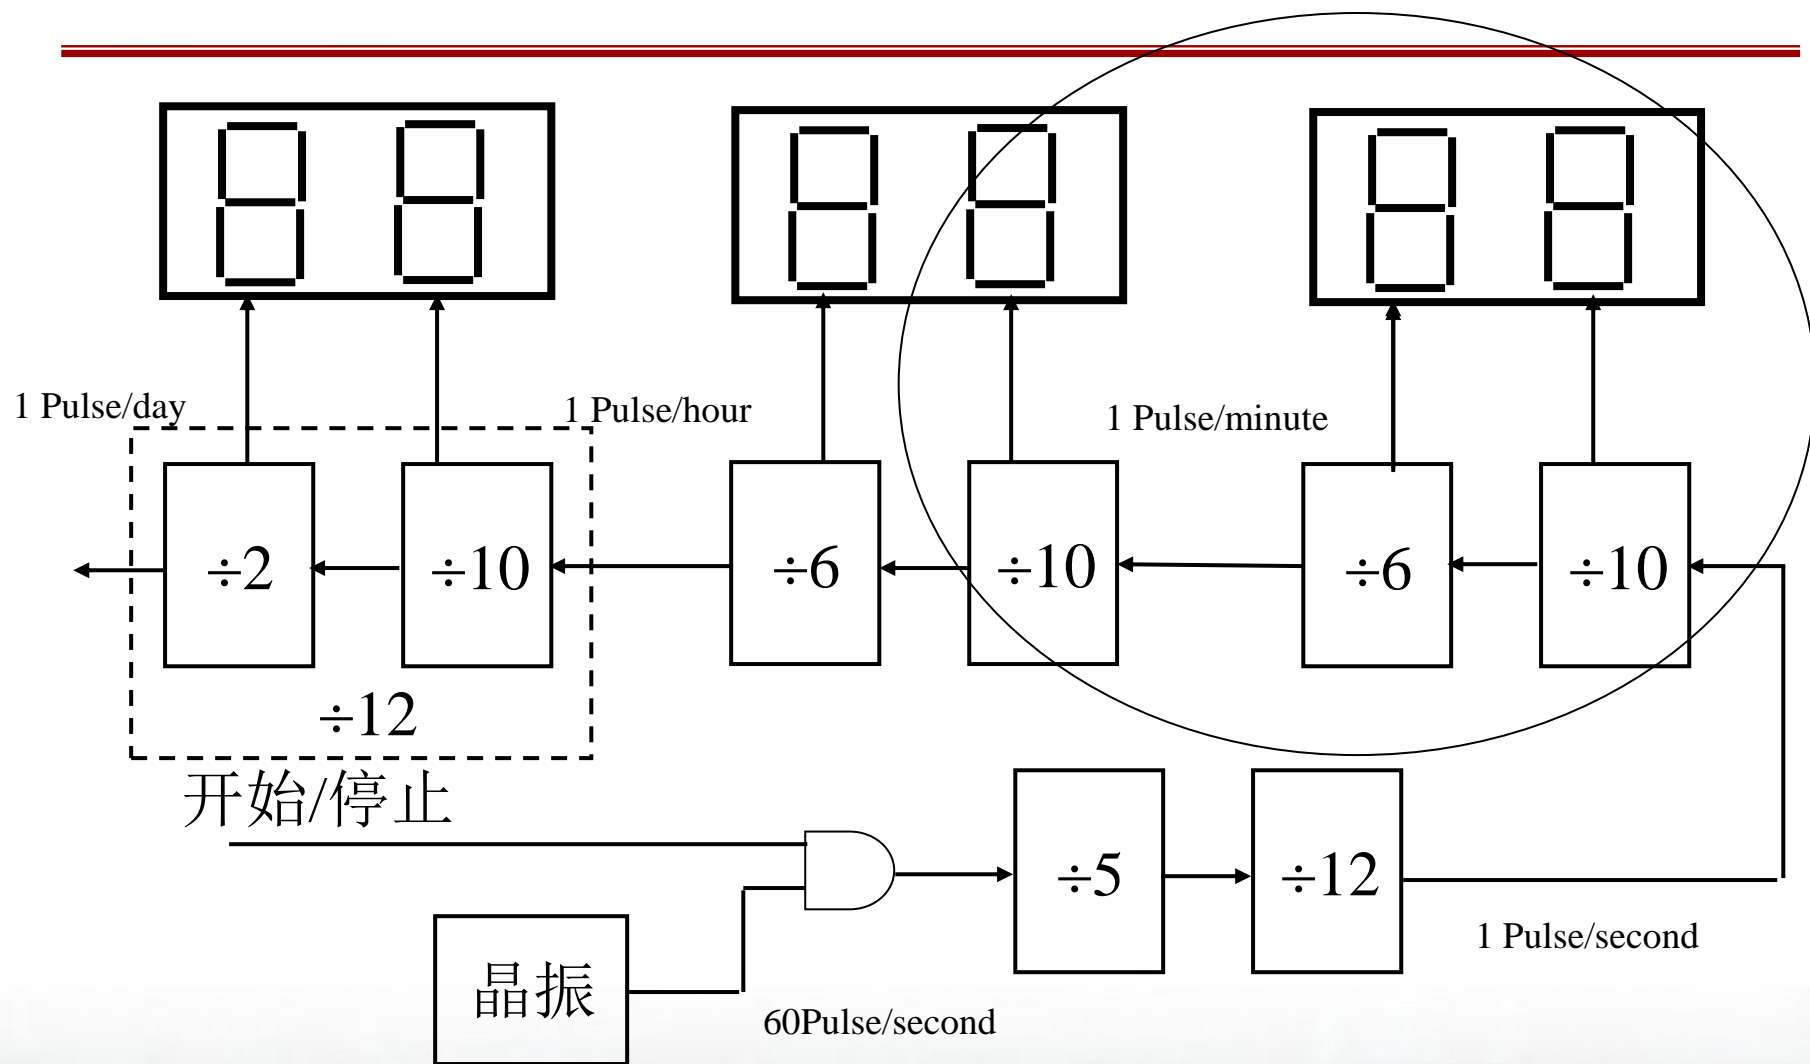 1 Pulse/day
1 Pulse/hour
1 Pulse/minute
÷2
÷10
÷6
÷10
÷6
÷10
÷12
开始/停止
÷5
÷12
1 Pulse/second
晶振
60Pulse/second